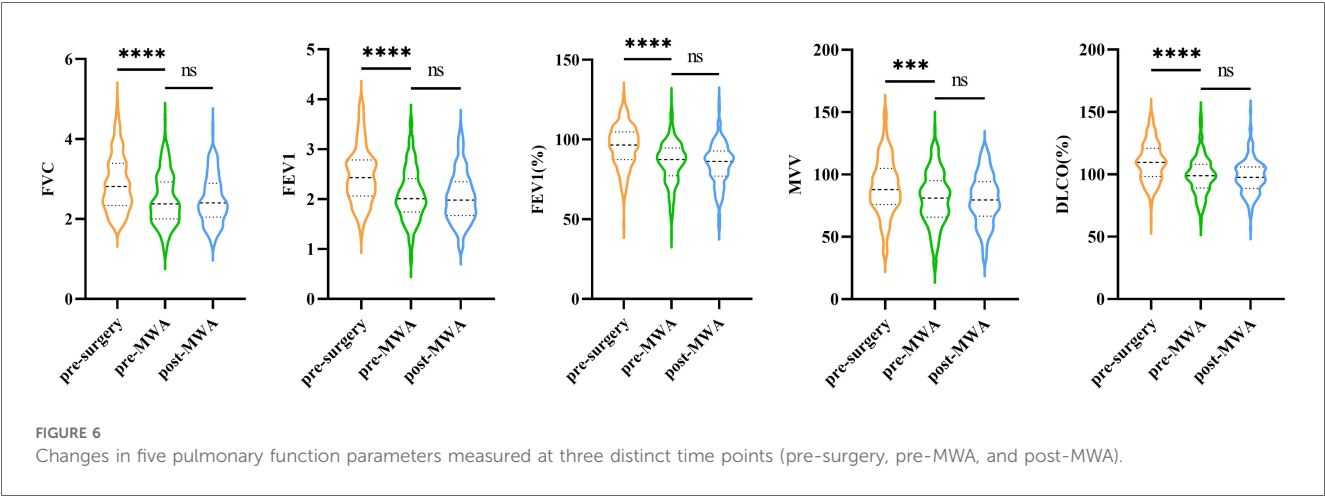 FVC
6
4
2
0
****
ns
pre-surgery
pre-MWA
post-MWA
FEV1
5
4
3
2
1
0
****
ns
pre-surgery
pre-MWA
post-MWA
FEV1(%)
150
100
50
0
****
ns
pre-surgery
pre-MWA
post-MWA
MVV
200
150
100
50
0
***
ns
pre-surgery
pre-MWA
post-MWA
DLCO(%)
200
150
100
50
0
****
ns
pre-surgery
pre-MWA
post-MWA
FIGURE 6
Changes in five pulmonary function parameters measured at three distinct time points (pre-surgery, pre-MWA, and post-MWA).